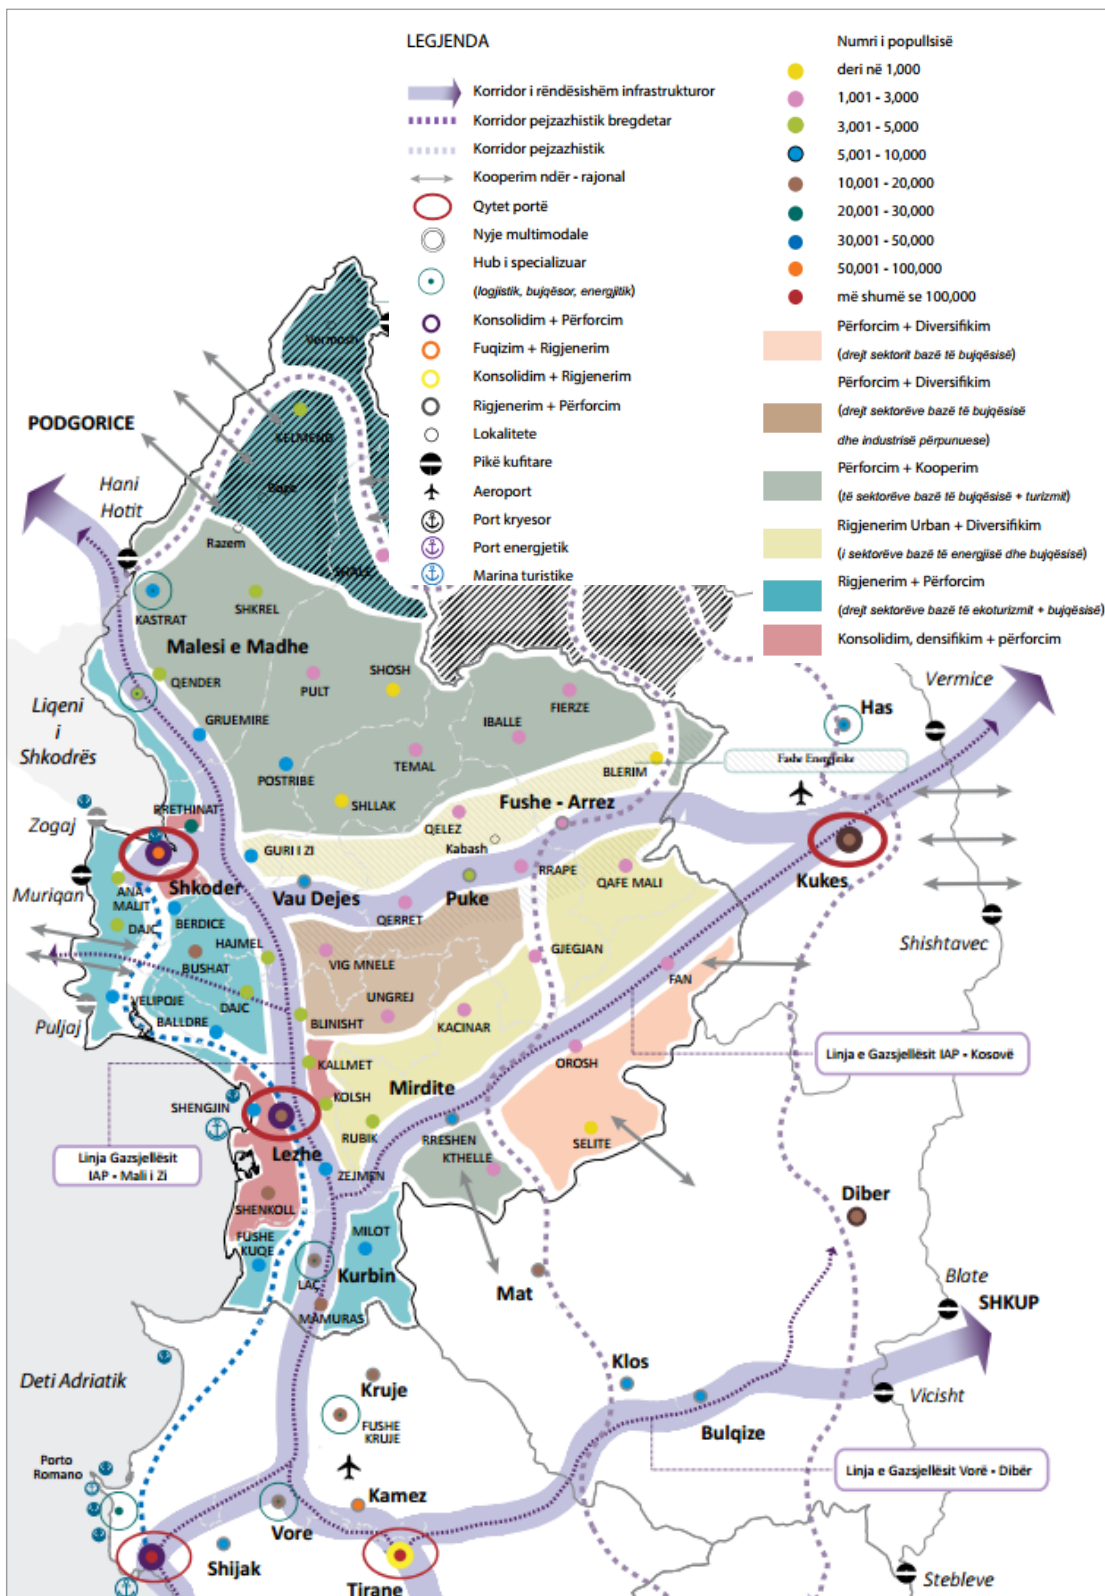 LEGJENDA
Korridor i rëndësishëm infrastrukturor
Korridor pejzazhistik bregdetar
Korridor pejzazhistik
Kooperim ndër - rajonal
Qytet portë
Nyje multimodale
Hub i specializuar
(logjistik, bujqësor, energjitik)
Konsolidim + Përforcim
Fuqizim + Rigjenerim
Konsolidim + Rigjenerim
Rigjenerim + Përforcim
Lokalitete
Pikë kufitare
Aeroport
Port kryesor
Port energjetik
Marina turistike
Numri i popullsisë
deri në 1,000
1,001 - 3,000
3,001 - 5,000
5,001 - 10,000
10,001 - 20,000
20,001 - 30,000
30,001 - 50,000
50,001 - 100,000
më shumë se 100,000
Përforcim + Diversifikim
(drejt sektorit bazë të bujqësisë)
Përforcim + Diversifikim
(drejt sektorëve bazë të bujqësisë
dhe industrisë përpunuese)
Përforcim + Kooperim
(të sektorëve bazë të bujqësisë + turizmit)
Rigjenerim Urban + Diversifikim
(i sektorëve bazë të energjisë dhe bujqësisë)
Rigjenerim + Përforcim
(drejt sektorëve bazë të ekoturizmit + bujqësisë)
Konsolidim, densifikim + përforcim
Vermosh
KELMEND
PODGORICE
Boge
Hani
Hotit
Razem
SHALE
KASTRAT
SHKREL
Malesi e Madhe
SHOSH
QENDER
PULT
FIERZE
Vermice
Has
Liqeni
i
Shkodrës
GRUEMIRE
IBALLE
TEMAL
POSTRIBE
BLERIM
Fashe Energjitike
SHLLAK
Fushe - Arrez
PRETHINAT
Zogaj
QELEZ
Kabash
GURI I ZI
RRAPE
QAFE MALI
Kukes
Muriqan
ANA
MALIT
Shkoder
Vau Dejes
Puke
BERDICE
QERRET
DAJC
HAJMEL
Shishtavec
BUSHAT
VIG MNELE
GJEGJAN
FAN
VELIPOJE
DAJC
UNGREJ
Puljaj
BALLDRE
BLINISHT
KACINAR
Linja e Gazsjellësit IAP - Kosovë
KALLMET
OROSH
Mirdite
KOLSH
SHENGJIN
RUBIK
RRESHEN
SELITE
Linja Gazsjellësit
IAP - Mali i Zi
Lezhe
KTHELLE
ZEJMEN
Diber
SHENKOLL
FUSHE
KUQE
MILOT
LAÇ
Kurbin
Mat
Blate
SHKUP
MAMURAS
Deti Adriatik
Kruje
Klos
Vicisht
FUSHE
KRUJE
Bulqize
Porto
Romano
Linja e Gazsjellësit Vorë - Dibër
Kamez
Vore
Shijak
Stebleve
Tirane